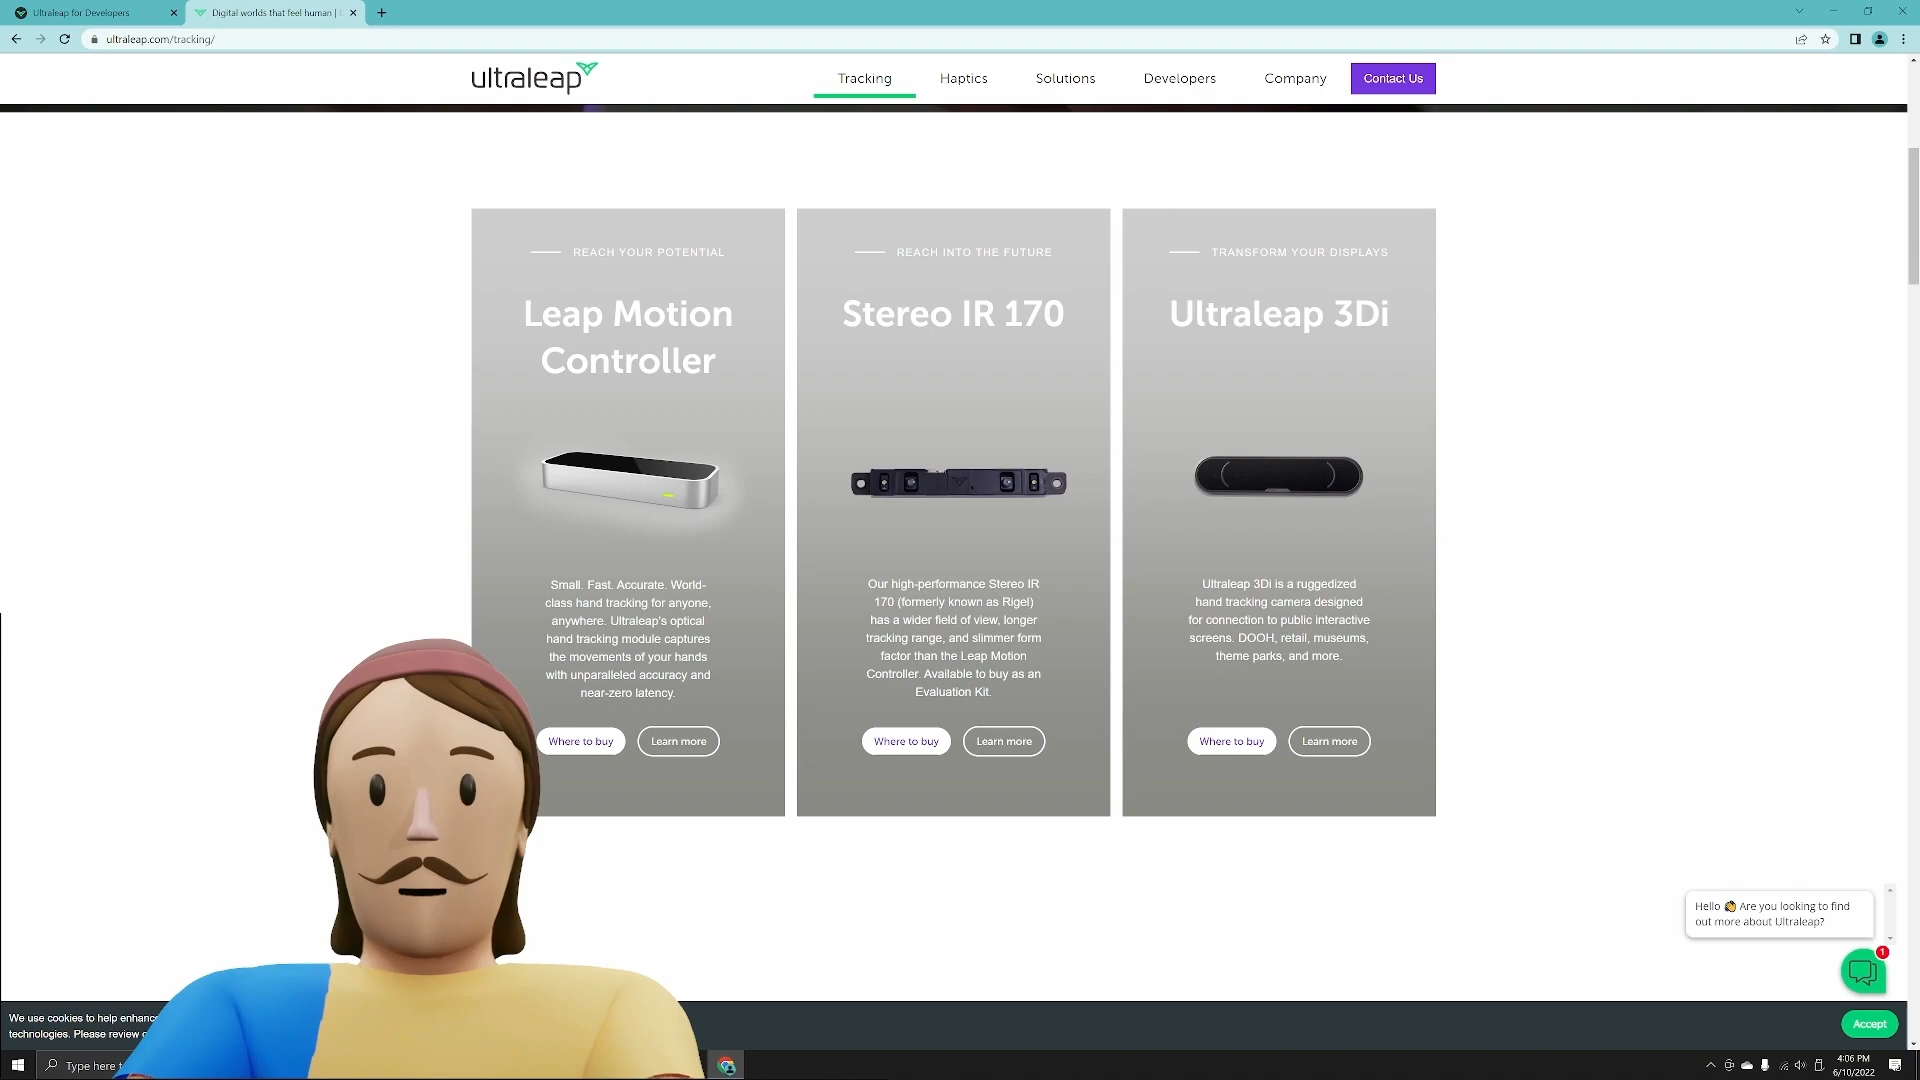 Ultraleap for Developers
Digital worlds that feel human |
ultraleap.com/tracking/
ultraleap
Tracking
Haptics
Solutions
Developers
Company
Contact Us
REACH YOUR POTENTIAL
Leap Motion
Controller
Small. Fast. Accurate. World-
class hand tracking for anyone,
anywhere. Ultraleap's optical
hand tracking module captures
the movements of your hands
with unparalleled accuracy and
near-zero latency.
Where to buy
Learn more
REACH INTO THE FUTURE
Stereo IR 170
Our high-performance Stereo IR
170 (formerly known as Rigel)
has a wider field of view, longer
tracking range, and slimmer form
factor than the Leap Motion
Controller. Available to buy as an
Evaluation Kit.
Where to buy
Learn more
TRANSFORM YOUR DISPLAYS
Ultraleap 3Di
Ultraleap 3Di is a ruggedized
hand tracking camera designed
for connection to public interactive
screens. DOOH, retail, museums,
theme parks, and more.
Where to buy
Learn more
Hello 👏 Are you looking to find
out more about Ultraleap?
1
We use cookies to help enhance
technologies. Please review
Accept
Type here
4:06 PM
6/10/2022